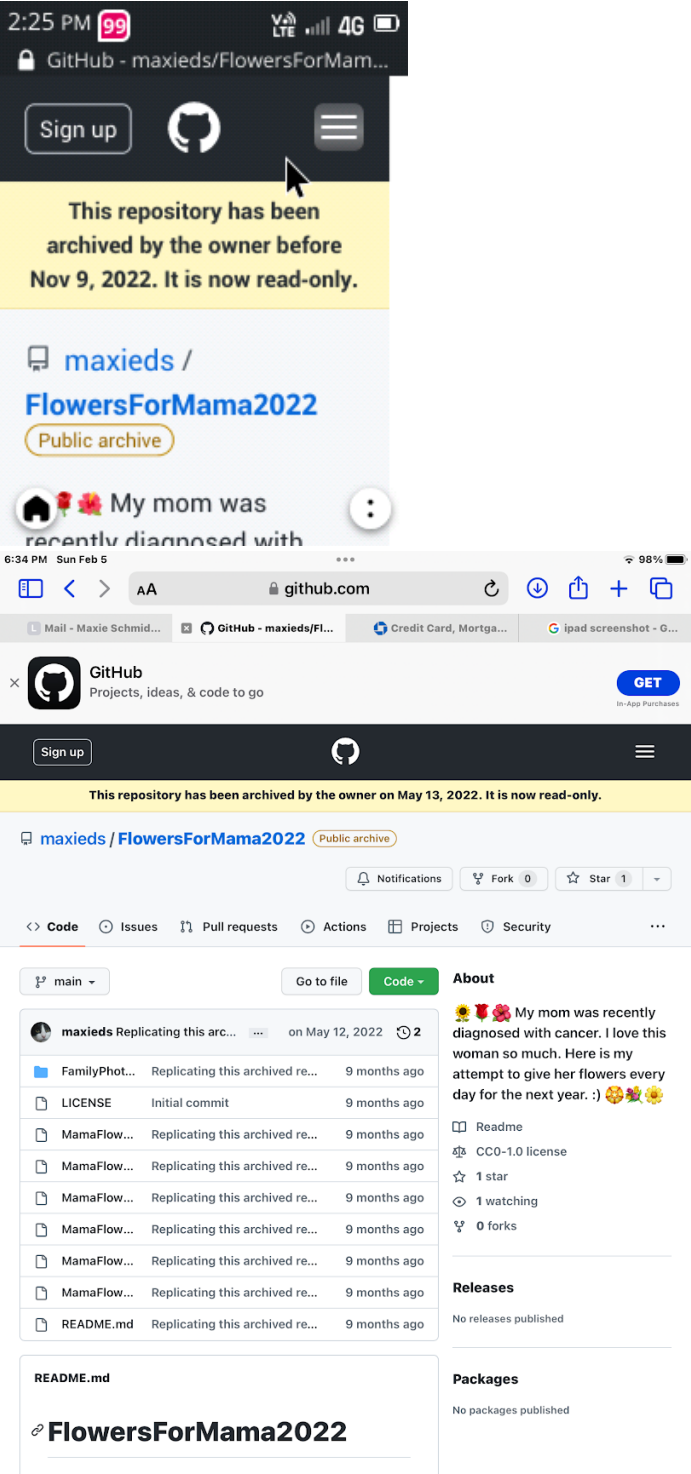 2:25 PM 99 VoLTE 4G
GitHub - maxieds/FlowersForMam...
Sign up
This repository has been
archived by the owner before
Nov 9, 2022. It is now read-only.
maxieds /
FlowersForMama2022
Public archive
My mom was
recently diagnosed with
6:34 PM Sun Feb 5 98%
AA github.com
L Mail - Maxie Schmid... GitHub - maxieds/Fl... Credit Card, Mortga... G ipad screenshot - G...
GitHub
Projects, ideas, & code to go
GET
In-App Purchases
Sign up
This repository has been archived by the owner on May 13, 2022. It is now read-only.
maxieds / FlowersForMama2022 Public archive
Notifications Fork 0 Star 1
Code Issues Pull requests Actions Projects Security ...
main Go to file Code
maxieds Replicating this arc... ... on May 12, 2022 2
FamilyPhot... Replicating this archived re... 9 months ago
LICENSE Initial commit 9 months ago
MamaFlow... Replicating this archived re... 9 months ago
MamaFlow... Replicating this archived re... 9 months ago
MamaFlow... Replicating this archived re... 9 months ago
MamaFlow... Replicating this archived re... 9 months ago
MamaFlow... Replicating this archived re... 9 months ago
MamaFlow... Replicating this archived re... 9 months ago
README.md Replicating this archived re... 9 months ago
README.md
FlowersForMama2022
About
🌻🌹🌺 My mom was recently
diagnosed with cancer. I love this
woman so much. Here is my
attempt to give her flowers every
day for the next year. :) 🏵️💐🌼
Readme
CC0-1.0 license
1 star
1 watching
0 forks
Releases
No releases published
Packages
No packages published